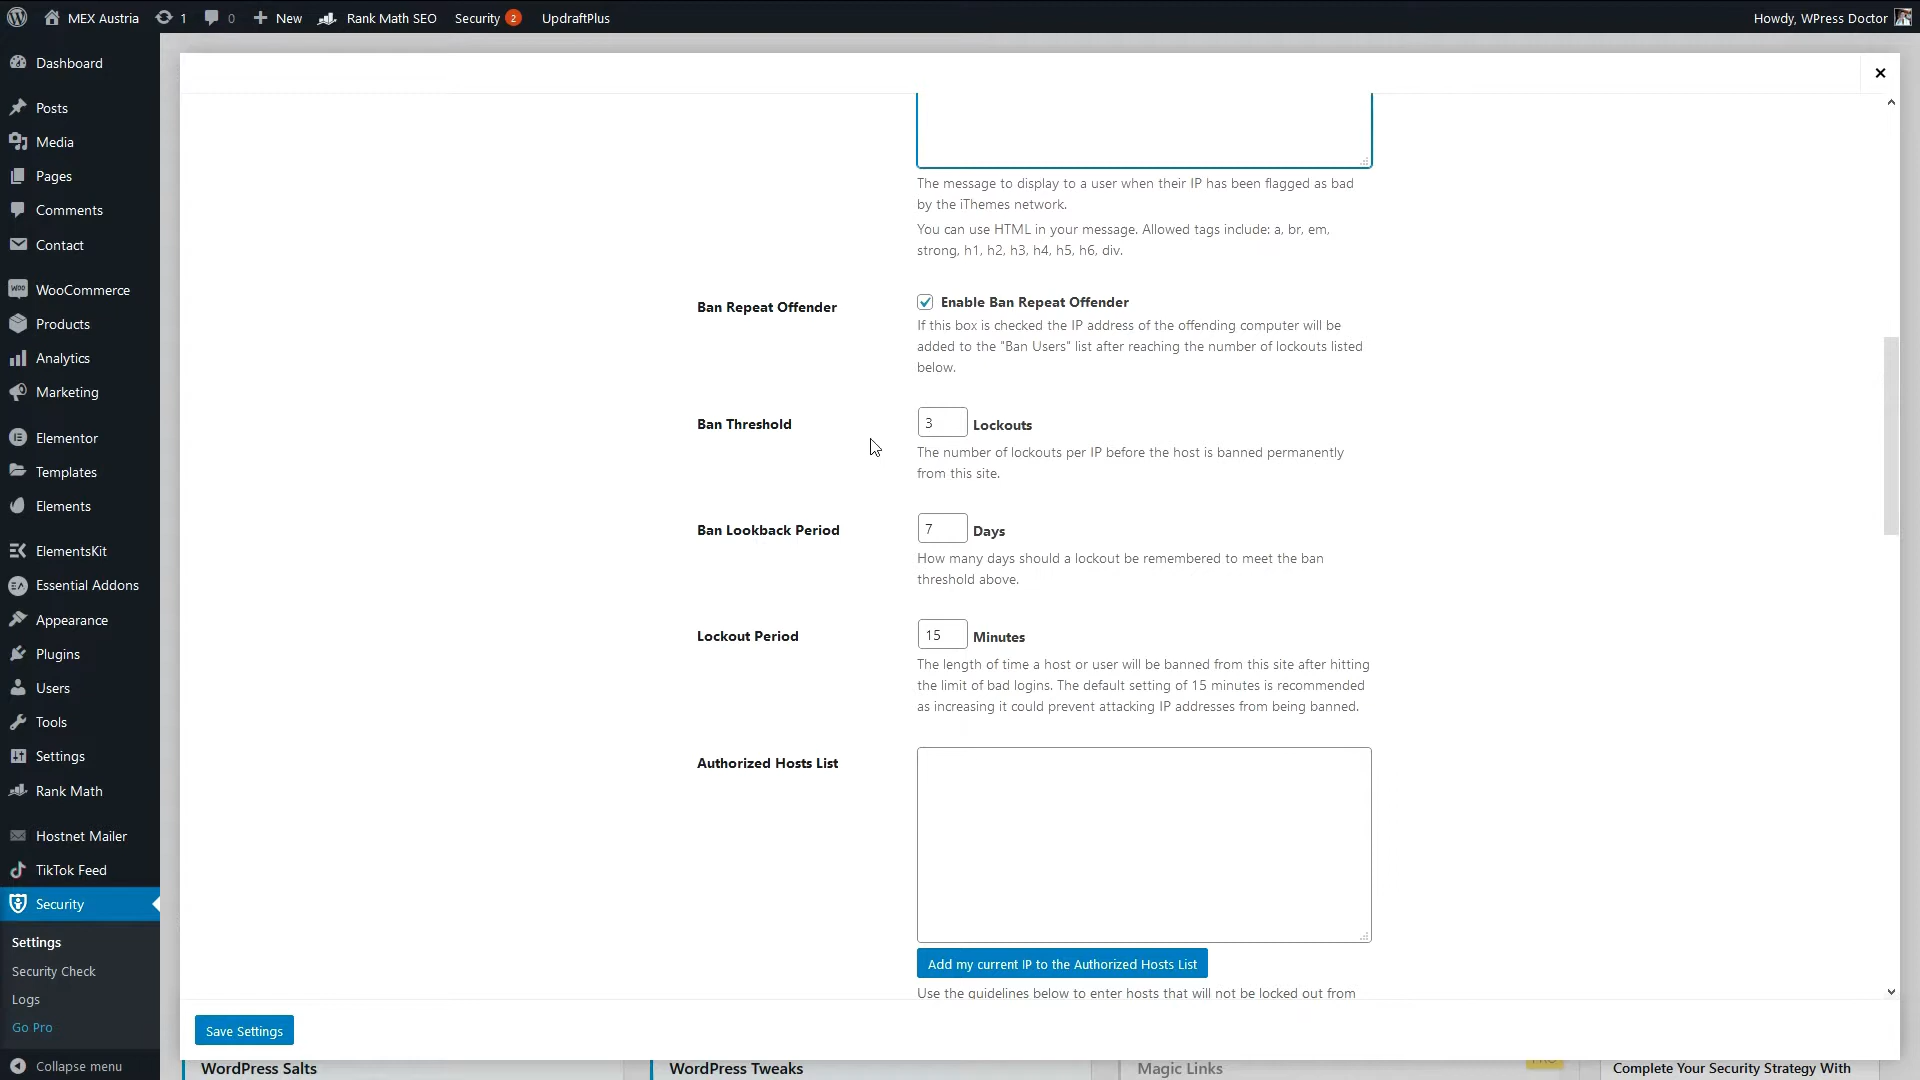 MEX Austria
1
0
New
Rank Math SEO
Security 2
UpdraftPlus
Howdy, WPress Doctor
Dashboard
Posts
Media
Pages
Comments
Contact
WooCommerce
Products
Analytics
Marketing
Elementor
Templates
Elements
ElementsKit
Essential Addons
Appearance
Plugins
Users
Tools
Settings
Rank Math
Hostnet Mailer
TikTok Feed
Security
Settings
Security Check
Logs
Go Pro
Collapse menu
The message to display to a user when their IP has been flagged as bad
by the iThemes network.
You can use HTML in your message. Allowed tags include: a, br, em,
strong, h1, h2, h3, h4, h5, h6, div.
Ban Repeat Offender
Enable Ban Repeat Offender
If this box is checked the IP address of the offending computer will be
added to the "Ban Users" list after reaching the number of lockouts listed
below.
Ban Threshold
3 Lockouts
The number of lockouts per IP before the host is banned permanently
from this site.
Ban Lookback Period
7 Days
How many days should a lockout be remembered to meet the ban
threshold above.
Lockout Period
15 Minutes
The length of time a host or user will be banned from this site after hitting
the limit of bad logins. The default setting of 15 minutes is recommended
as increasing it could prevent attacking IP addresses from being banned.
Authorized Hosts List
Add my current IP to the Authorized Hosts List
Use the guidelines below to enter hosts that will not be locked out from
Save Settings
WordPress Salts
WordPress Tweaks
Magic Links
PRO
Complete Your Security Strategy With